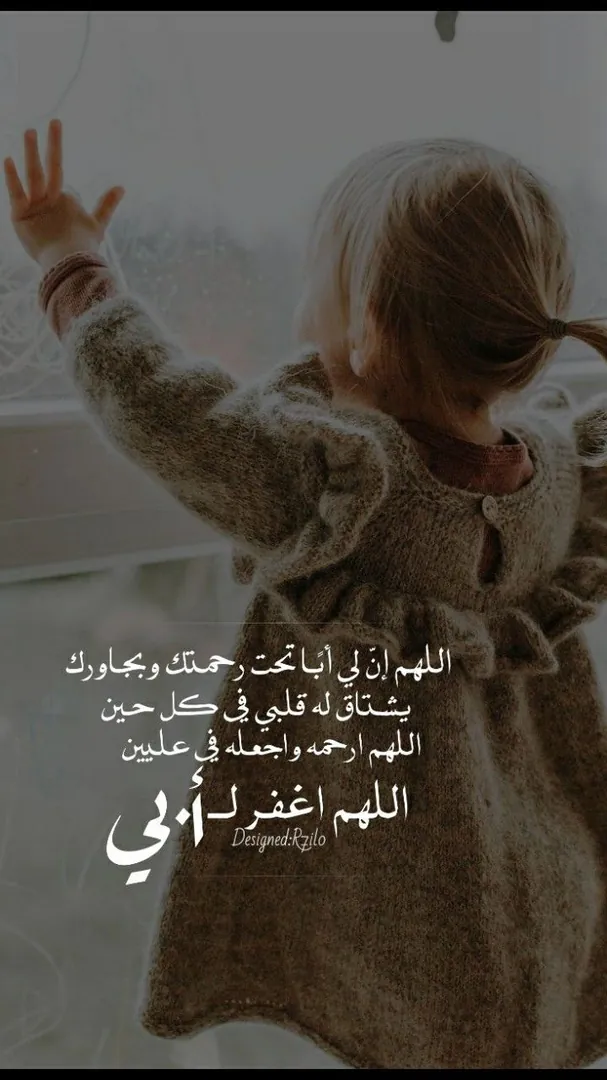 اللهم إنّ لي أبًا تحت رحمتك وبجاورك
يشتاق له قلبي في كل حين
اللهم ارحمه واجعله في عليين
اللهم اغفر لـ أبي
Designed:Rzilo